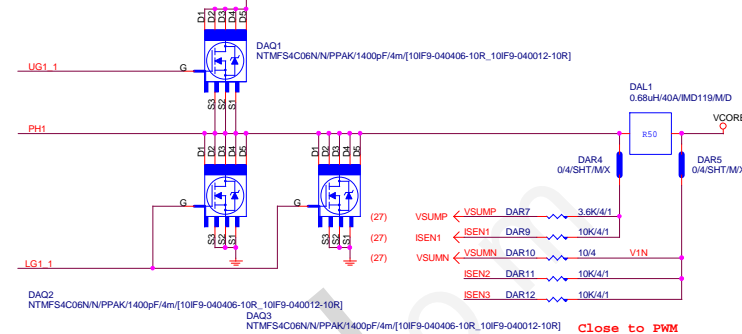 D1 D2 D3 D4 D5
DAQ1
NTMFS4C06N/N/PPAK/1400pF/4m/[10IF9-040406-10R_10IF9-040012-10R]
UG1_1
G
S3 S2 S1
DAL1
0.68uH/40A/IMD119/M/D
VCORE
PH1
R50
D1 D2 D3 D4 D5
D1 D2 D3 D4 D5
DAR4
0/4/SHT/M/X
DAR5
0/4/SHT/M/X
G
G
(27) VSUMP VSUMP DAR7 3.6K/4/1
(27) ISEN1 ISEN1 DAR9 10K/4/1
(27) VSUMN VSUMN DAR10 10/4 V1N
ISEN2 DAR11 10K/4/1
ISEN3 DAR12 10K/4/1
S3 S2 S1
S3 S2 S1
LG1_1
DAQ2
NTMFS4C06N/N/PPAK/1400pF/4m/[10IF9-040406-10R_10IF9-040012-10R]
DAQ3
NTMFS4C06N/N/PPAK/1400pF/4m/[10IF9-040406-10R_10IF9-040012-10R]
Close to PWM